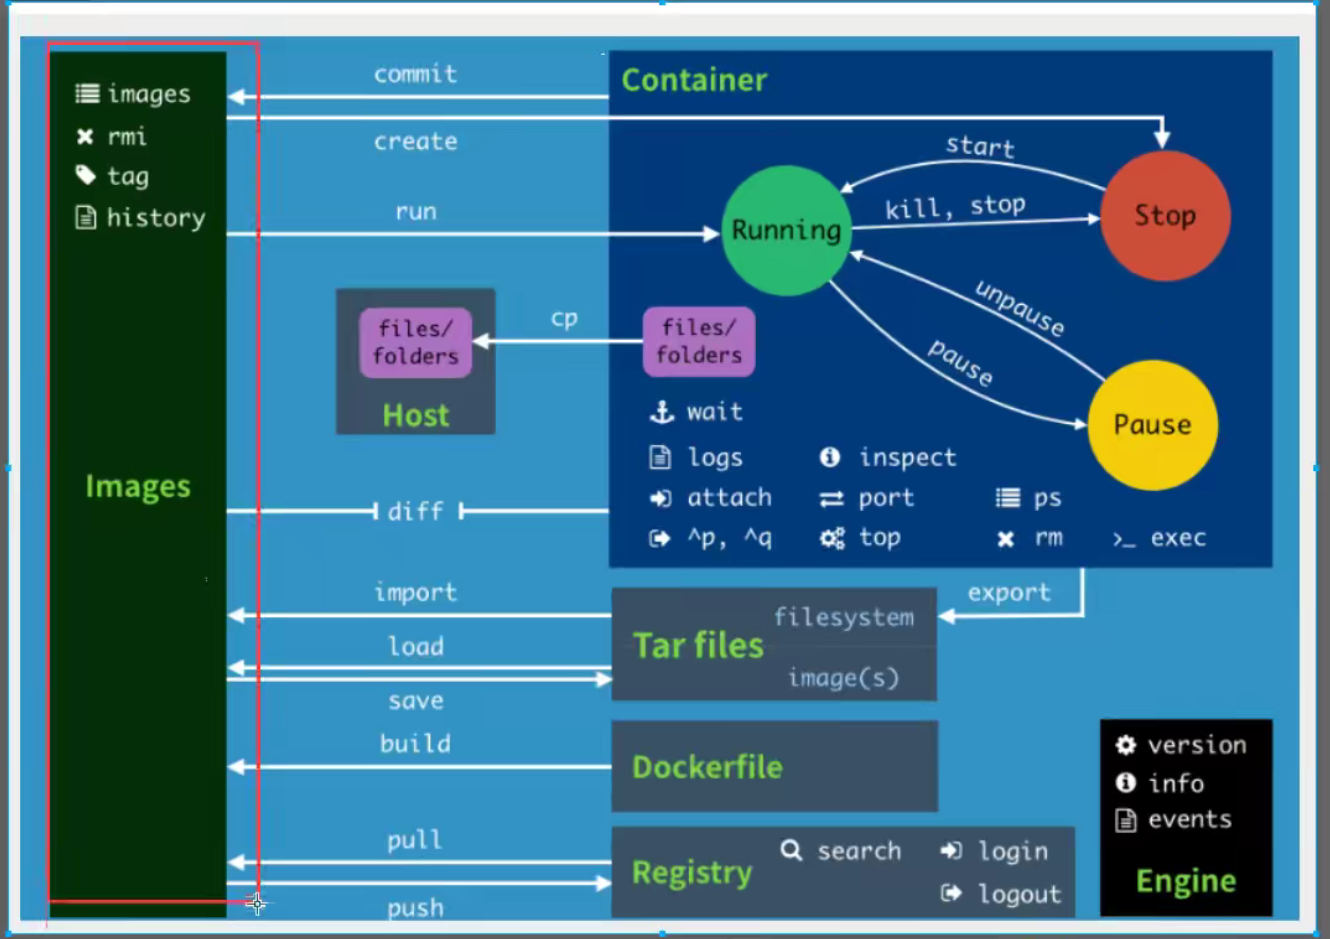 images
rmi
tag
history
Images
commit
create
run
cp
files/
folders
Host
diff
import
load
save
build
pull
push
Container
start
Running
kill, stop
Stop
unpause
pause
Pause
files/
folders
wait
logs
inspect
attach
port
ps
^p, ^q
top
rm
>_ exec
export
filesystem
Tar files
image(s)
Dockerfile
Registry
search
login
logout
version
info
events
Engine